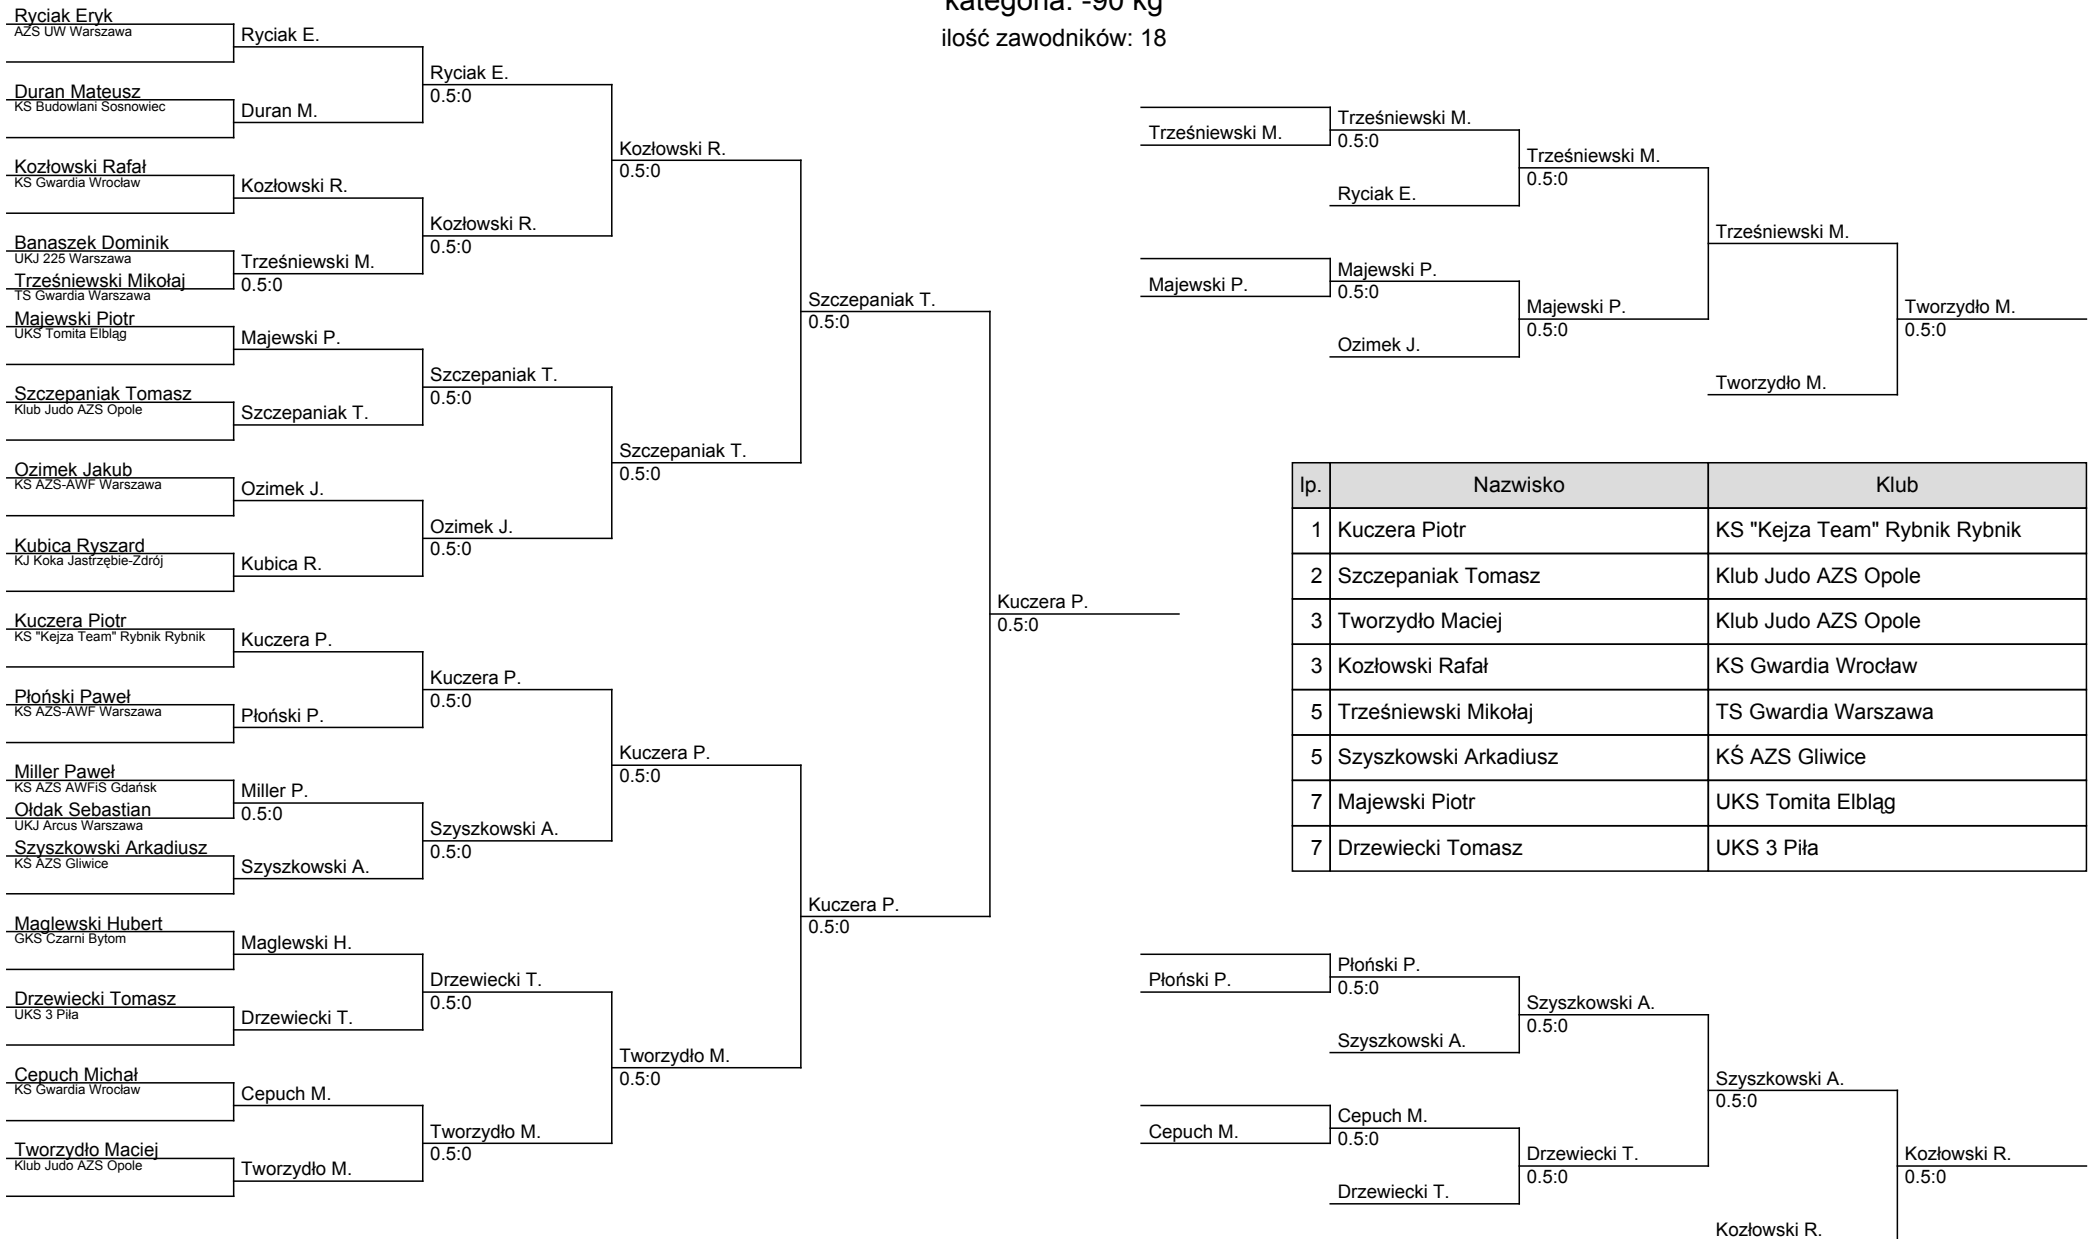 kategoria: -90 kg
ilość zawodników: 18
Ryciak Eryk
AZS UW Warszawa
Duran Mateusz
KS Budowlani Sosnowiec
Kozłowski Rafał
KS Gwardia Wrocław
Banaszek Dominik
UKJ 225 Warszawa
Trześniewski Mikołaj
TS Gwardia Warszawa
Majewski Piotr
UKS Tomita Elbląg
Szczepaniak Tomasz
Klub Judo AZS Opole
Ozimek Jakub
KS AZS-AWF Warszawa
Kubica Ryszard
KJ Koka Jastrzębie-Zdrój
Kuczera Piotr
KS "Kejza Team" Rybnik Rybnik
Płoński Paweł
KS AZS-AWF Warszawa
Miller Paweł
KS AZS AWFiS Gdańsk
Ołdak Sebastian
UKJ Arcus Warszawa
Szyszkowski Arkadiusz
KŚ AZS Gliwice
Maglewski Hubert
GKS Czarni Bytom
Drzewiecki Tomasz
UKS 3 Piła
Cepuch Michał
KS Gwardia Wrocław
Tworzydło Maciej
Klub Judo AZS Opole
Ryciak E.
Duran M.
Kozłowski R.
Trześniewski M.
0.5:0
Majewski P.
Szczepaniak T.
Ozimek J.
Kubica R.
Kuczera P.
Płoński P.
Miller P.
0.5:0
Szyszkowski A.
Maglewski H.
Drzewiecki T.
Cepuch M.
Tworzydło M.
Ryciak E.
0.5:0
Kozłowski R.
0.5:0
Szczepaniak T.
0.5:0
Ozimek J.
0.5:0
Kuczera P.
0.5:0
Szyszkowski A.
0.5:0
Drzewiecki T.
0.5:0
Tworzydło M.
0.5:0
Kozłowski R.
0.5:0
Szczepaniak T.
0.5:0
Kuczera P.
0.5:0
Tworzydło M.
0.5:0
Szczepaniak T.
0.5:0
Kuczera P.
0.5:0
Kuczera P.
0.5:0
Trześniewski M.
Majewski P.
Trześniewski M.
0.5:0
Ryciak E.
Majewski P.
0.5:0
Ozimek J.
Trześniewski M.
0.5:0
Majewski P.
0.5:0
Trześniewski M.
Tworzydło M.
Tworzydło M.
0.5:0
lp. Nazwisko Klub
1 Kuczera Piotr KS "Kejza Team" Rybnik Rybnik
2 Szczepaniak Tomasz Klub Judo AZS Opole
3 Tworzydło Maciej Klub Judo AZS Opole
3 Kozłowski Rafał KS Gwardia Wrocław
5 Trześniewski Mikołaj TS Gwardia Warszawa
5 Szyszkowski Arkadiusz KŚ AZS Gliwice
7 Majewski Piotr UKS Tomita Elbląg
7 Drzewiecki Tomasz UKS 3 Piła
Płoński P.
Cepuch M.
Płoński P.
0.5:0
Szyszkowski A.
Cepuch M.
0.5:0
Drzewiecki T.
Szyszkowski A.
0.5:0
Drzewiecki T.
0.5:0
Szyszkowski A.
0.5:0
Kozłowski R.
Kozłowski R.
0.5:0